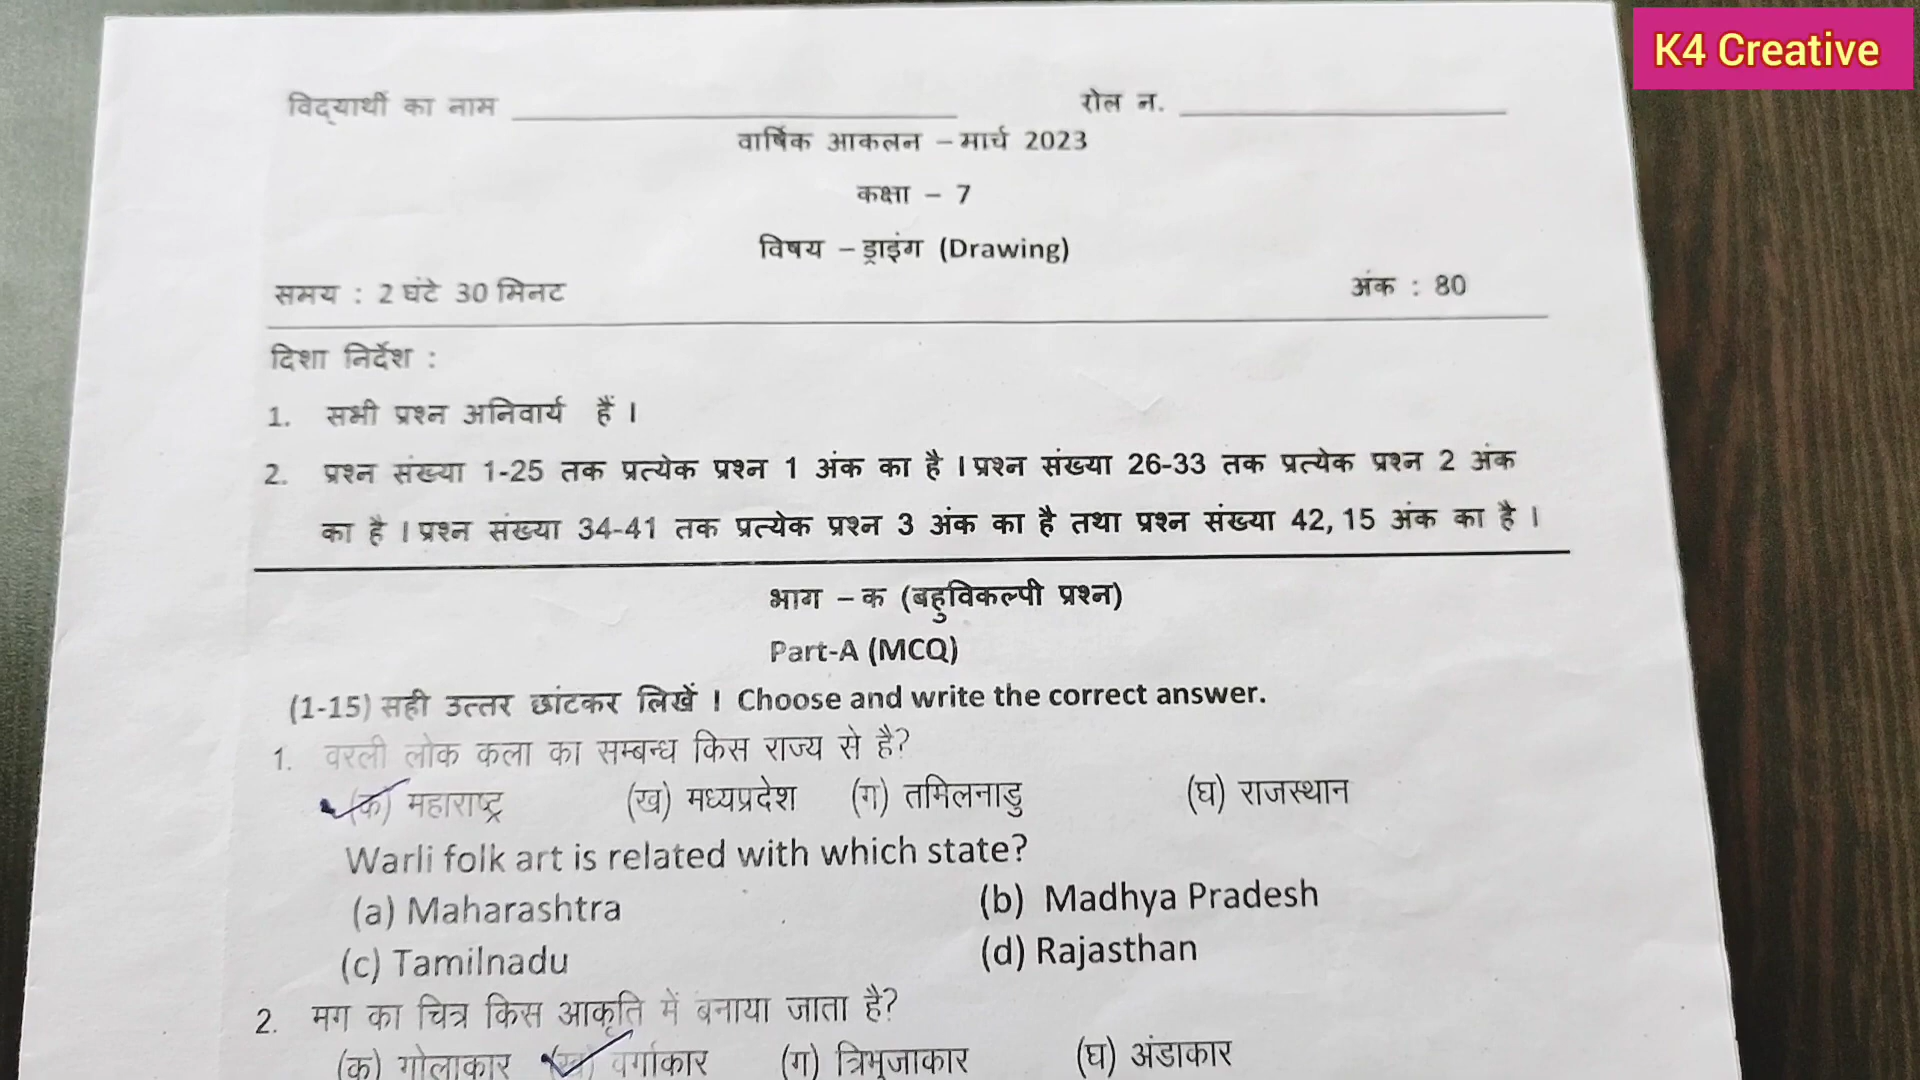 K4 Creative
विद्यार्थी का नाम ____________ रोल न. ____________
वार्षिक आकलन – मार्च 2023
कक्षा – 7
विषय – ड्राइंग (Drawing)
समय : 2 घंटे 30 मिनट अंक : 80
दिशा निर्देश :
1. सभी प्रश्न अनिवार्य हैं ।
2. प्रश्न संख्या 1-25 तक प्रत्येक प्रश्न 1 अंक का है । प्रश्न संख्या 26-33 तक प्रत्येक प्रश्न 2 अंक
का है । प्रश्न संख्या 34-41 तक प्रत्येक प्रश्न 3 अंक का है तथा प्रश्न संख्या 42, 15 अंक का है ।
भाग – क (बहुविकल्पी प्रश्न)
Part-A (MCQ)
(1-15) सही उत्तर छांटकर लिखें । Choose and write the correct answer.
1. वरली लोक कला का सम्बन्ध किस राज्य से है?
(क) महाराष्ट्र (ख) मध्यप्रदेश (ग) तमिलनाडु (घ) राजस्थान
Warli folk art is related with which state?
(a) Maharashtra (b) Madhya Pradesh
(c) Tamilnadu (d) Rajasthan
2. मग का चित्र किस आकृति में बनाया जाता है?
(क) गोलाकार (ख) वर्गाकार (ग) त्रिभुजाकार (घ) अंडाकार